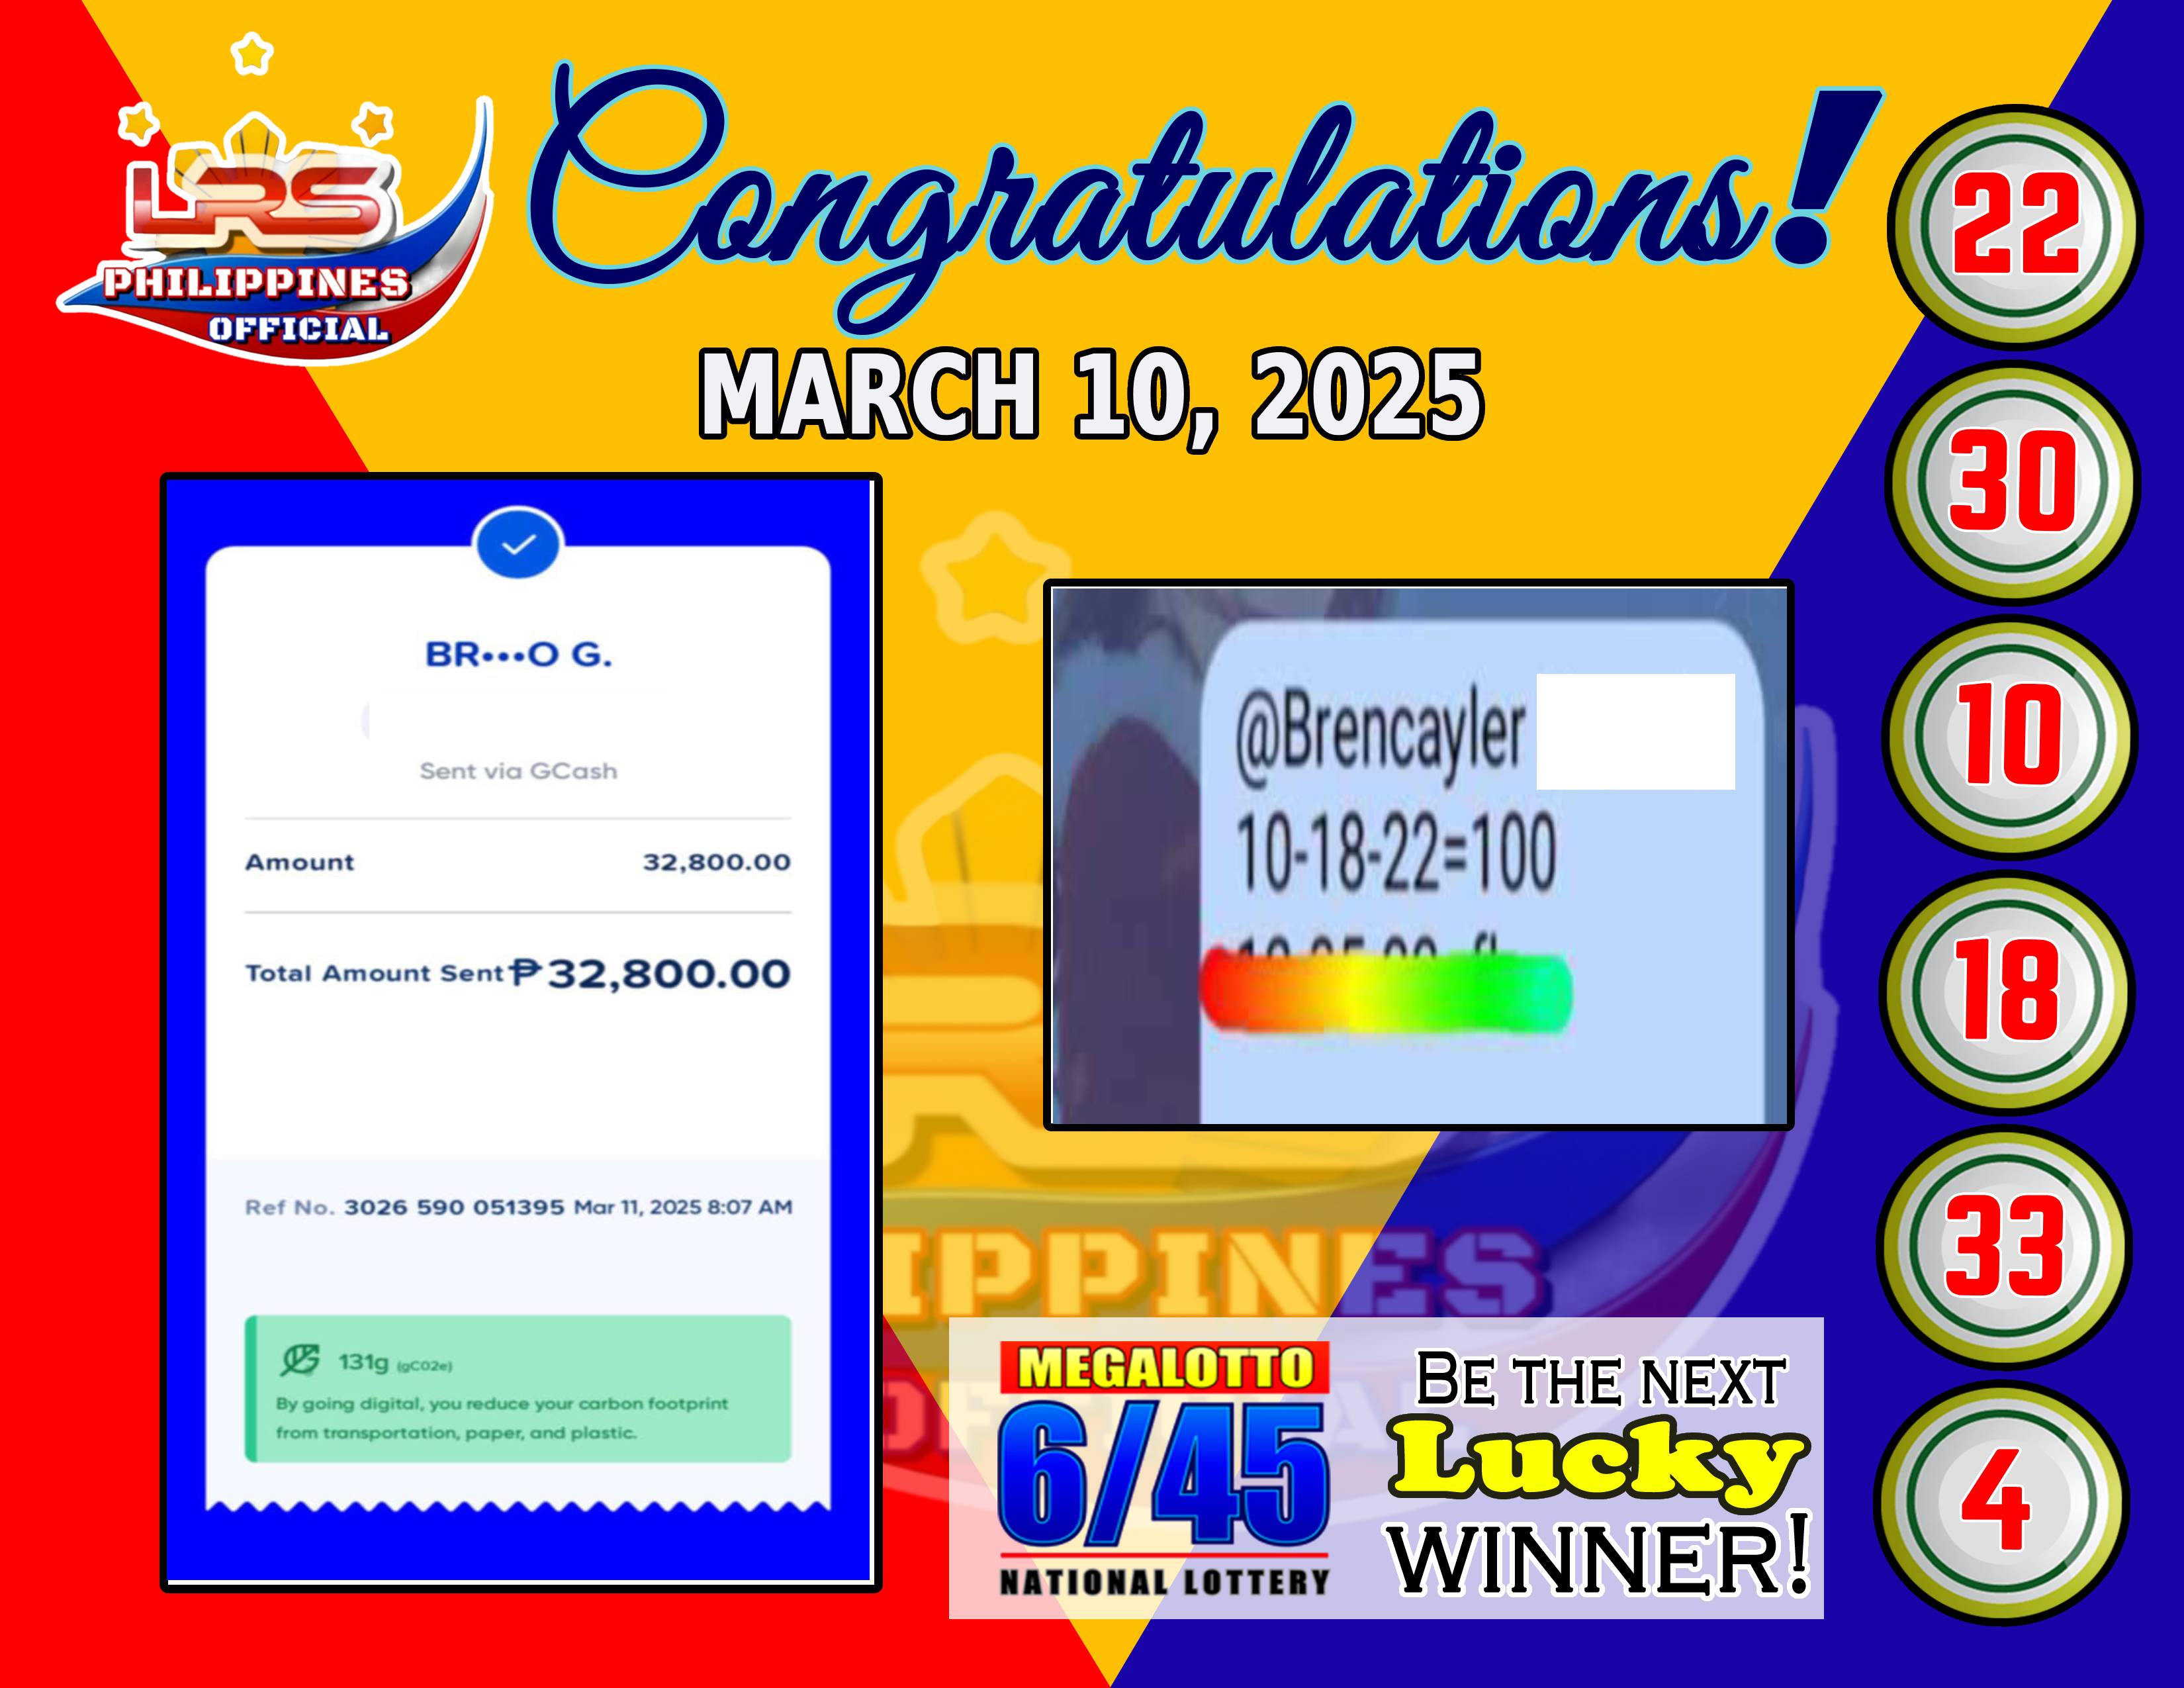 LRS
PHILIPPINES
OFFICIAL
Congratulations!
MARCH 10, 2025
BR•••O G.
Sent via GCash
Amount 32,800.00
Total Amount Sent ₱32,800.00
Ref No. 3026 590 051395 Mar 11, 2025 8:07 AM
131g (gC02e)
By going digital, you reduce your carbon footprint
from transportation, paper, and plastic.
@Brencayler
10-18-22=100
MEGALOTTO
6/45
NATIONAL LOTTERY
BE THE NEXT
Lucky
WINNER!
22
30
10
18
33
4